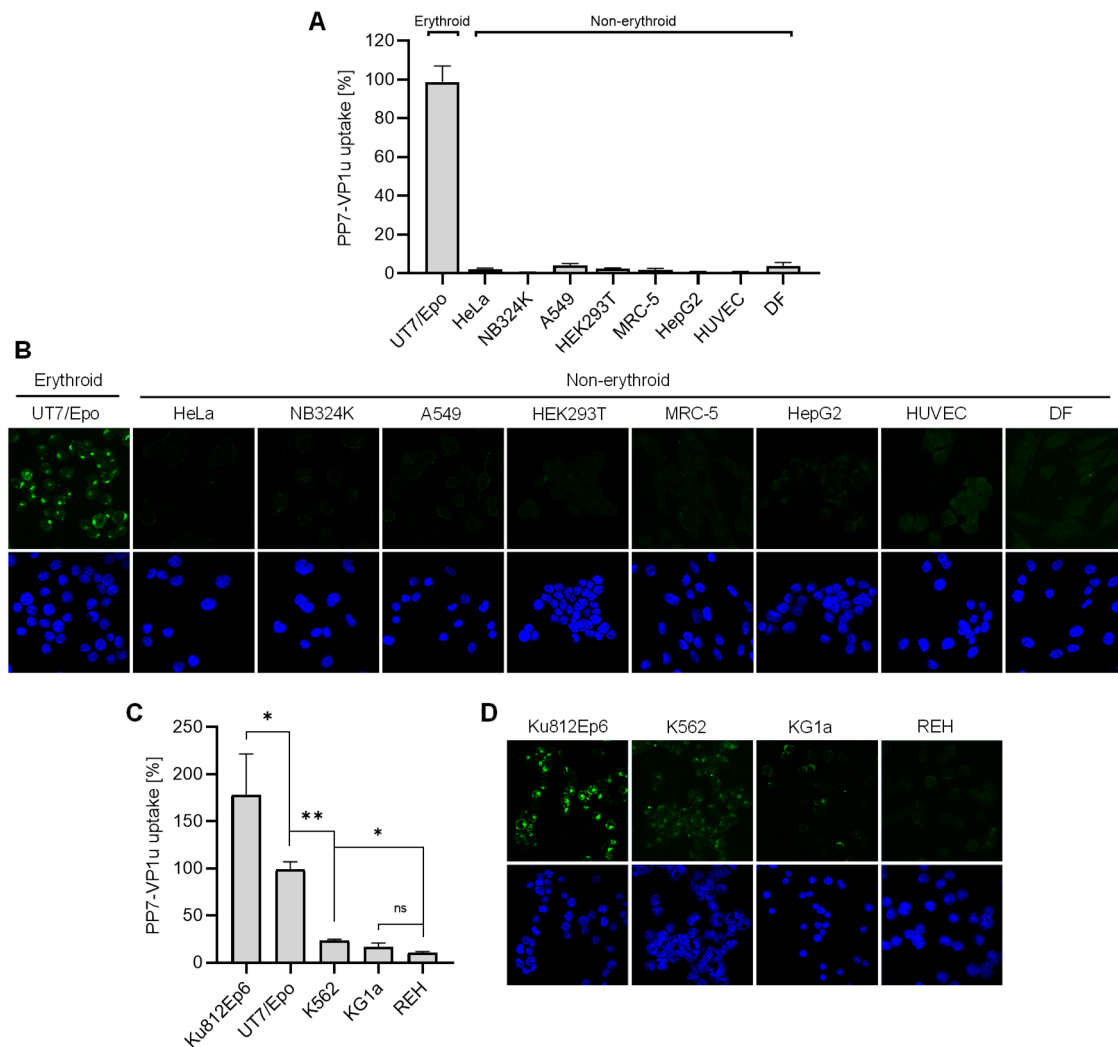 A
Erythroid
Non-erythroid
PP7-VP1u uptake [%]
120
100
80
60
40
20
0
UT7/Epo
HeLa
NB324K
A549
HEK293T
MRC-5
HepG2
HUVEC
DF
B
Erythroid
Non-erythroid
UT7/Epo
HeLa
NB324K
A549
HEK293T
MRC-5
HepG2
HUVEC
DF
C
PP7-VP1u uptake [%]
250
200
150
100
50
0
*
**
*
ns
Ku812Ep6
UT7/Epo
K562
KG1a
REH
D
Ku812Ep6
K562
KG1a
REH